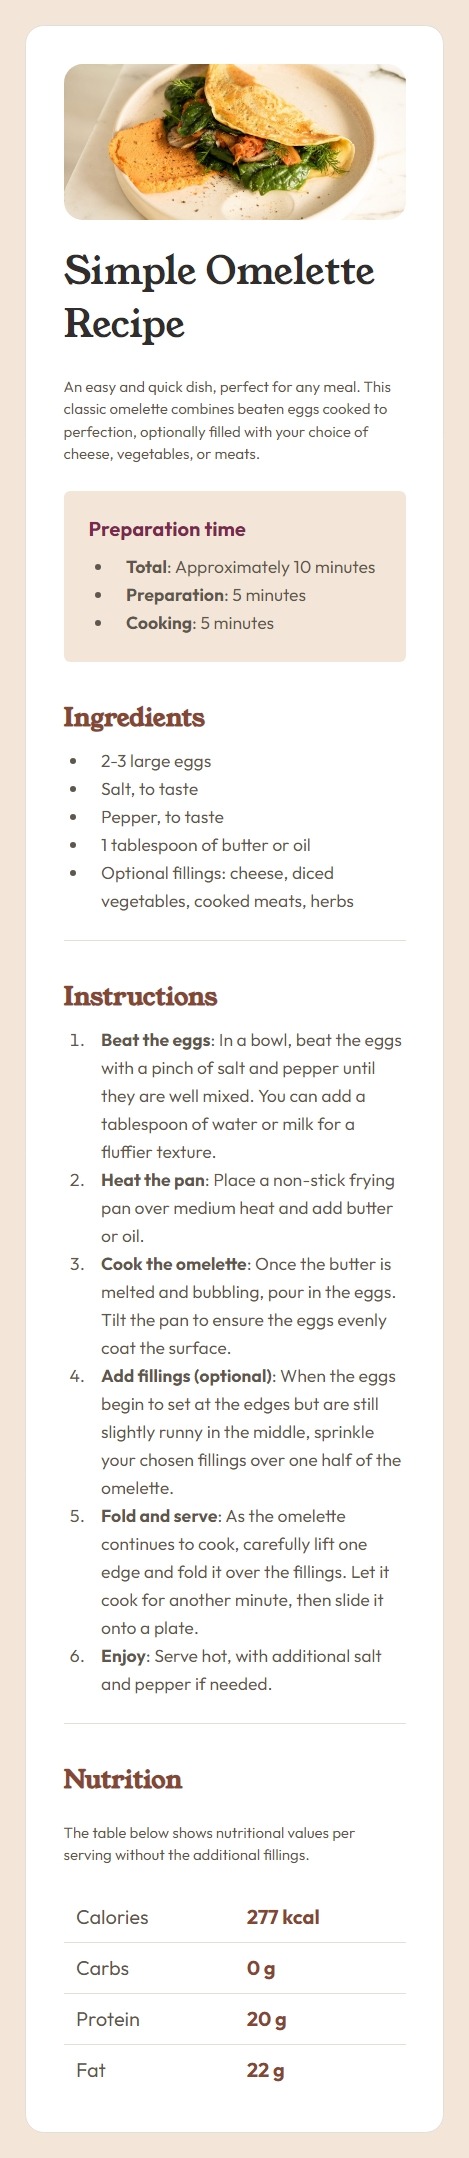 Simple Omelette
Recipe
An easy and quick dish, perfect for any meal. This
classic omelette combines beaten eggs cooked to
perfection, optionally filled with your choice of
cheese, vegetables, or meats.
Preparation time
• Total: Approximately 10 minutes
• Preparation: 5 minutes
• Cooking: 5 minutes
Ingredients
• 2-3 large eggs
• Salt, to taste
• Pepper, to taste
• 1 tablespoon of butter or oil
• Optional fillings: cheese, diced
vegetables, cooked meats, herbs
Instructions
1. Beat the eggs: In a bowl, beat the eggs
with a pinch of salt and pepper until
they are well mixed. You can add a
tablespoon of water or milk for a
fluffier texture.
2. Heat the pan: Place a non-stick frying
pan over medium heat and add butter
or oil.
3. Cook the omelette: Once the butter is
melted and bubbling, pour in the eggs.
Tilt the pan to ensure the eggs evenly
coat the surface.
4. Add fillings (optional): When the eggs
begin to set at the edges but are still
slightly runny in the middle, sprinkle
your chosen fillings over one half of the
omelette.
5. Fold and serve: As the omelette
continues to cook, carefully lift one
edge and fold it over the fillings. Let it
cook for another minute, then slide it
onto a plate.
6. Enjoy: Serve hot, with additional salt
and pepper if needed.
Nutrition
The table below shows nutritional values per
serving without the additional fillings.
Calories 277 kcal
Carbs 0 g
Protein 20 g
Fat 22 g